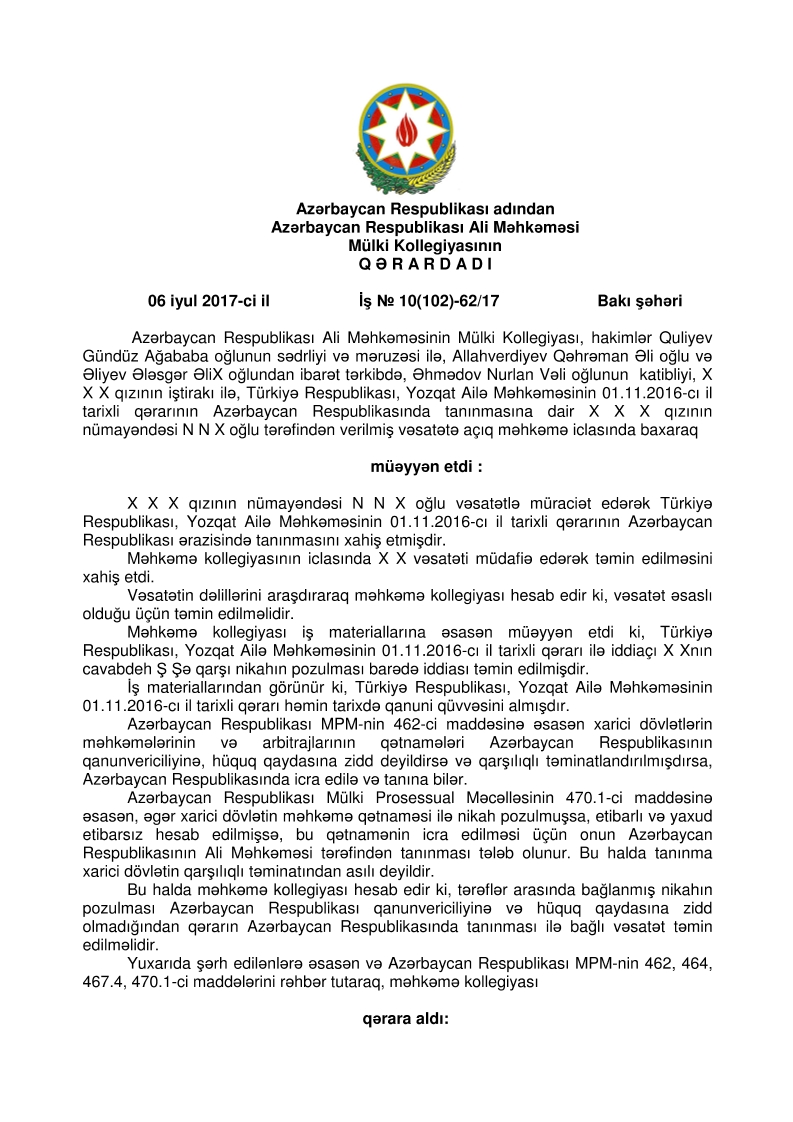 Azərbaycan Respublikası adından
Azərbaycan Respublikası Ali Məhkəməsi
Mülki Kollegiyasının
Q Ə R A R D A D I
06 iyul 2017-ci il İş № 10(102)-62/17 Bakı şəhəri
Azərbaycan Respublikası Ali Məhkəməsinin Mülki Kollegiyası, hakimlər Quliyev
Gündüz Ağababa oğlunun sədrliyi və məruzəsi ilə, Allahverdiyev Qəhrəman Əli oğlu və
Əliyev Ələsgər ƏliX oğlundan ibarət tərkibdə, Əhmədov Nurlan Vəli oğlunun katibliyi, X
X X qızının iştirakı ilə, Türkiyə Respublikası, Yozqat Ailə Məhkəməsinin 01.11.2016-cı il
tarixli qərarının Azərbaycan Respublikasında tanınmasına dair X X X qızının
nümayəndəsi N N X oğlu tərəfindən verilmiş vəsatətə açıq məhkəmə iclasında baxaraq
müəyyən etdi :
X X X qızının nümayəndəsi N N X oğlu vəsatətlə müraciət edərək Türkiyə
Respublikası, Yozqat Ailə Məhkəməsinin 01.11.2016-cı il tarixli qərarının Azərbaycan
Respublikası ərazisində tanınmasını xahiş etmişdir.
Məhkəmə kollegiyasının iclasında X X vəsatəti müdafiə edərək təmin edilməsini
xahiş etdi.
Vəsatətin dəlillərini araşdıraraq məhkəmə kollegiyası hesab edir ki, vəsatət əsaslı
olduğu üçün təmin edilməlidir.
Məhkəmə kollegiyası iş materiallarına əsasən müəyyən etdi ki, Türkiyə
Respublikası, Yozqat Ailə Məhkəməsinin 01.11.2016-cı il tarixli qərarı ilə iddiaçı X Xnın
cavabdeh Ş Şə qarşı nikahın pozulması barədə iddiası təmin edilmişdir.
İş materiallarından görünür ki, Türkiyə Respublikası, Yozqat Ailə Məhkəməsinin
01.11.2016-cı il tarixli qərarı həmin tarixdə qanuni qüvvəsini almışdır.
Azərbaycan Respublikası MPM-nin 462-ci maddəsinə əsasən xarici dövlətlərin
məhkəmələrinin və arbitrajlarının qətnamələri Azərbaycan Respublikasının
qanunvericiliyinə, hüquq qaydasına zidd deyildirsə və qarşılıqlı təminatlandırılmışdırsa,
Azərbaycan Respublikasında icra edilə və tanına bilər.
Azərbaycan Respublikası Mülki Prosessual Məcəlləsinin 470.1-ci maddəsinə
əsasən, əgər xarici dövlətin məhkəmə qətnaməsi ilə nikah pozulmuşsa, etibarlı və yaxud
etibarsız hesab edilmişsə, bu qətnamənin icra edilməsi üçün onun Azərbaycan
Respublikasının Ali Məhkəməsi tərəfindən tanınması tələb olunur. Bu halda tanınma
xarici dövlətin qarşılıqlı təminatından asılı deyildir.
Bu halda məhkəmə kollegiyası hesab edir ki, tərəflər arasında bağlanmış nikahın
pozulması Azərbaycan Respublikası qanunvericiliyinə və hüquq qaydasına zidd
olmadığından qərarın Azərbaycan Respublikasında tanınması ilə bağlı vəsatət təmin
edilməlidir.
Yuxarıda şərh edilənlərə əsasən və Azərbaycan Respublikası MPM-nin 462, 464,
467.4, 470.1-ci maddələrini rəhbər tutaraq, məhkəmə kollegiyası
qərara aldı: